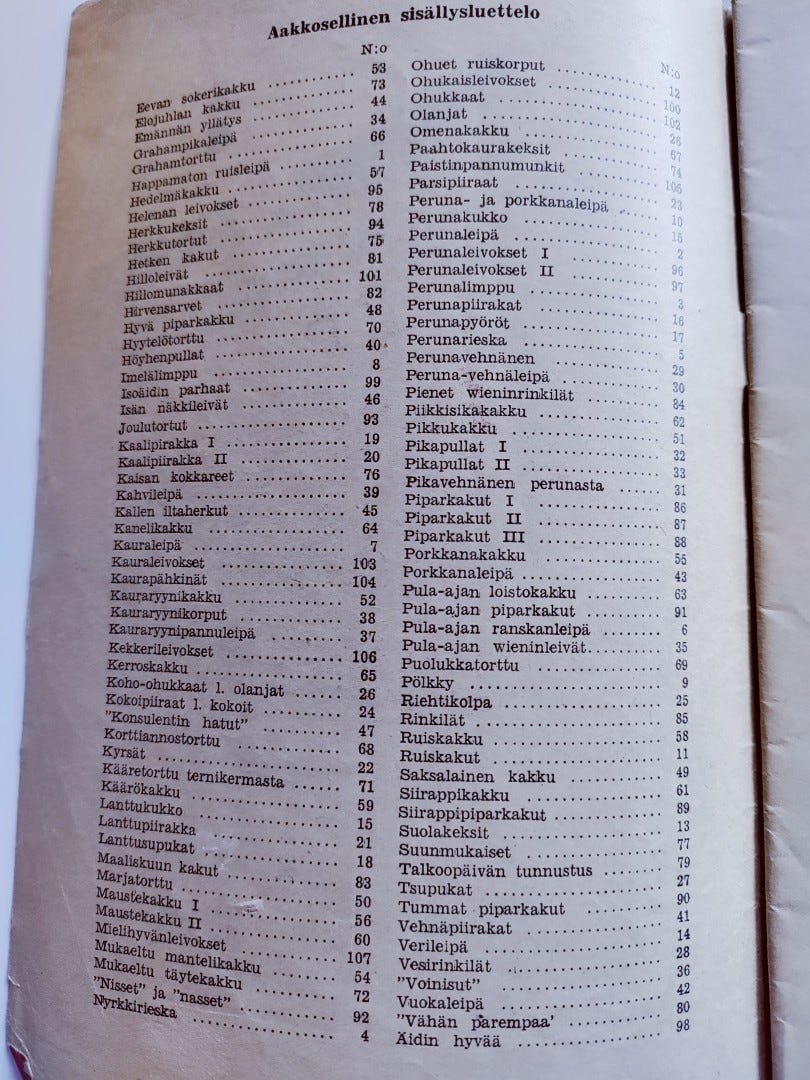 Aakkosellinen sisällysluettelo
N:o
Eevan sokerikakku .......... 53
Elojuhlan kakku .......... 73
Emännän yllätys .......... 44
Grahampikaleipä .......... 34
Grahamtorttu .......... 66
Happamaton ruisleipä .......... 1
Hedelmäkakku .......... 57
Helenan leivokset .......... 95
Herkkukeksit .......... 78
Herkkutortut .......... 94
Hetken kakut .......... 75
Hilloleivät .......... 81
Hillomunakkaat .......... 101
Hirvensarvet .......... 82
Hyvä piparkakku .......... 48
Hyytelötorttu .......... 70
Höyhenpullat .......... 40
Imelälimppu .......... 8
Isoäidin parhaat .......... 99
Isän näkkileivät .......... 46
Joulutortut .......... 93
Kaalipirakka I .......... 19
Kaalipiirakka II .......... 20
Kaisan kokkareet .......... 76
Kahvileipä .......... 39
Kallen iltaherkut .......... 45
Kanelikakku .......... 64
Kauraleipä .......... 7
Kauraleivokset .......... 103
Kaurapähkinät .......... 104
Kauraryynikakku .......... 52
Kauraryynikorput .......... 38
Kauraryynipannuleipä .......... 37
Kekkerileivokset .......... 106
Kerroskakku .......... 65
Koho-ohukkaat l. olanjat .......... 26
Kokoipiiraat l. kokoit .......... 24
"Konsulentin hatut" .......... 47
Korttiannostorttu .......... 68
Kyrsät .......... 22
Kääretorttu ternikermasta ...... 71
Käärökakku .......... 59
Lanttukukko .......... 15
Lanttupiirakka .......... 21
Lanttusupukat .......... 18
Maaliskuun kakut .......... 83
Marjatorttu .......... 50
Maustekakku I .......... 56
Maustekakku II .......... 60
Mielihyvänleivokset .......... 107
Mukaeltu mantelikakku .......... 54
Mukaeltu täytekakku .......... 72
"Nisset" ja "nasset" .......... 92
Nyrkkirieska .......... 4
N:o
Ohuet ruiskorput .......... 12
Ohukaisleivokset .......... 100
Ohukkaat .......... 102
Olanjat .......... 26
Omenakakku .......... 67
Paahtokaurakeksit .......... 74
Paistinpannumunkit .......... 105
Parsipiiraat .......... 23
Peruna- ja porkkanaleipä ..... 10
Perunakukko .......... 15
Perunaleipä .......... 2
Perunaleivokset I .......... 96
Perunaleivokset II .......... 97
Perunalimppu .......... 3
Perunapiirakat .......... 16
Perunapyöröt .......... 17
Perunarieska .......... 5
Perunavehnänen .......... 29
Peruna-vehnäleipä .......... 30
Pienet wieninrinkilät .......... 84
Piikkisikakakku .......... 62
Pikkukakku .......... 51
Pikapullat I .......... 32
Pikapullat II .......... 33
Pikavehnänen perunasta ...... 31
Piparkakut I .......... 86
Piparkakut II .......... 87
Piparkakut III .......... 88
Porkkanakakku .......... 55
Porkkanaleipä .......... 43
Pula-ajan loistokakku .......... 63
Pula-ajan piparkakut .......... 91
Pula-ajan ranskanleipä ........ 6
Pula-ajan wieninleivät.......... 35
Puolukkatorttu .......... 69
Pölkky .......... 9
Riehtikolpa .......... 25
Rinkilät .......... 85
Ruiskakku .......... 58
Ruiskakut .......... 11
Saksalainen kakku .......... 49
Siirappikakku .......... 61
Siirappipiparkakut .......... 89
Suolakeksit .......... 13
Suunmukaiset .......... 77
Talkoopäivän tunnustus ........ 79
Tsupukat .......... 27
Tummat piparkakut .......... 90
Vehnäpiirakat .......... 41
Verileipä .......... 14
Vesirinkilät .......... 28
"Voinisut" .......... 36
Vuokaleipä .......... 42
"Vähän parempaa' .......... 80
Äidin hyvää .......... 98